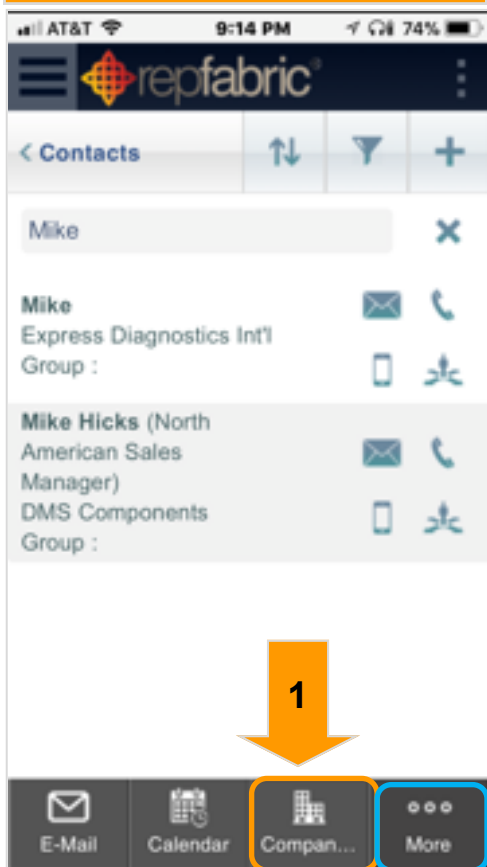 AT&T 9:14 PM 74%
repfabric®
< Contacts
Mike
Mike
Express Diagnostics Int'l
Group :
Mike Hicks (North
American Sales
Manager)
DMS Components
Group :
1
E-Mail Calendar Compan... More